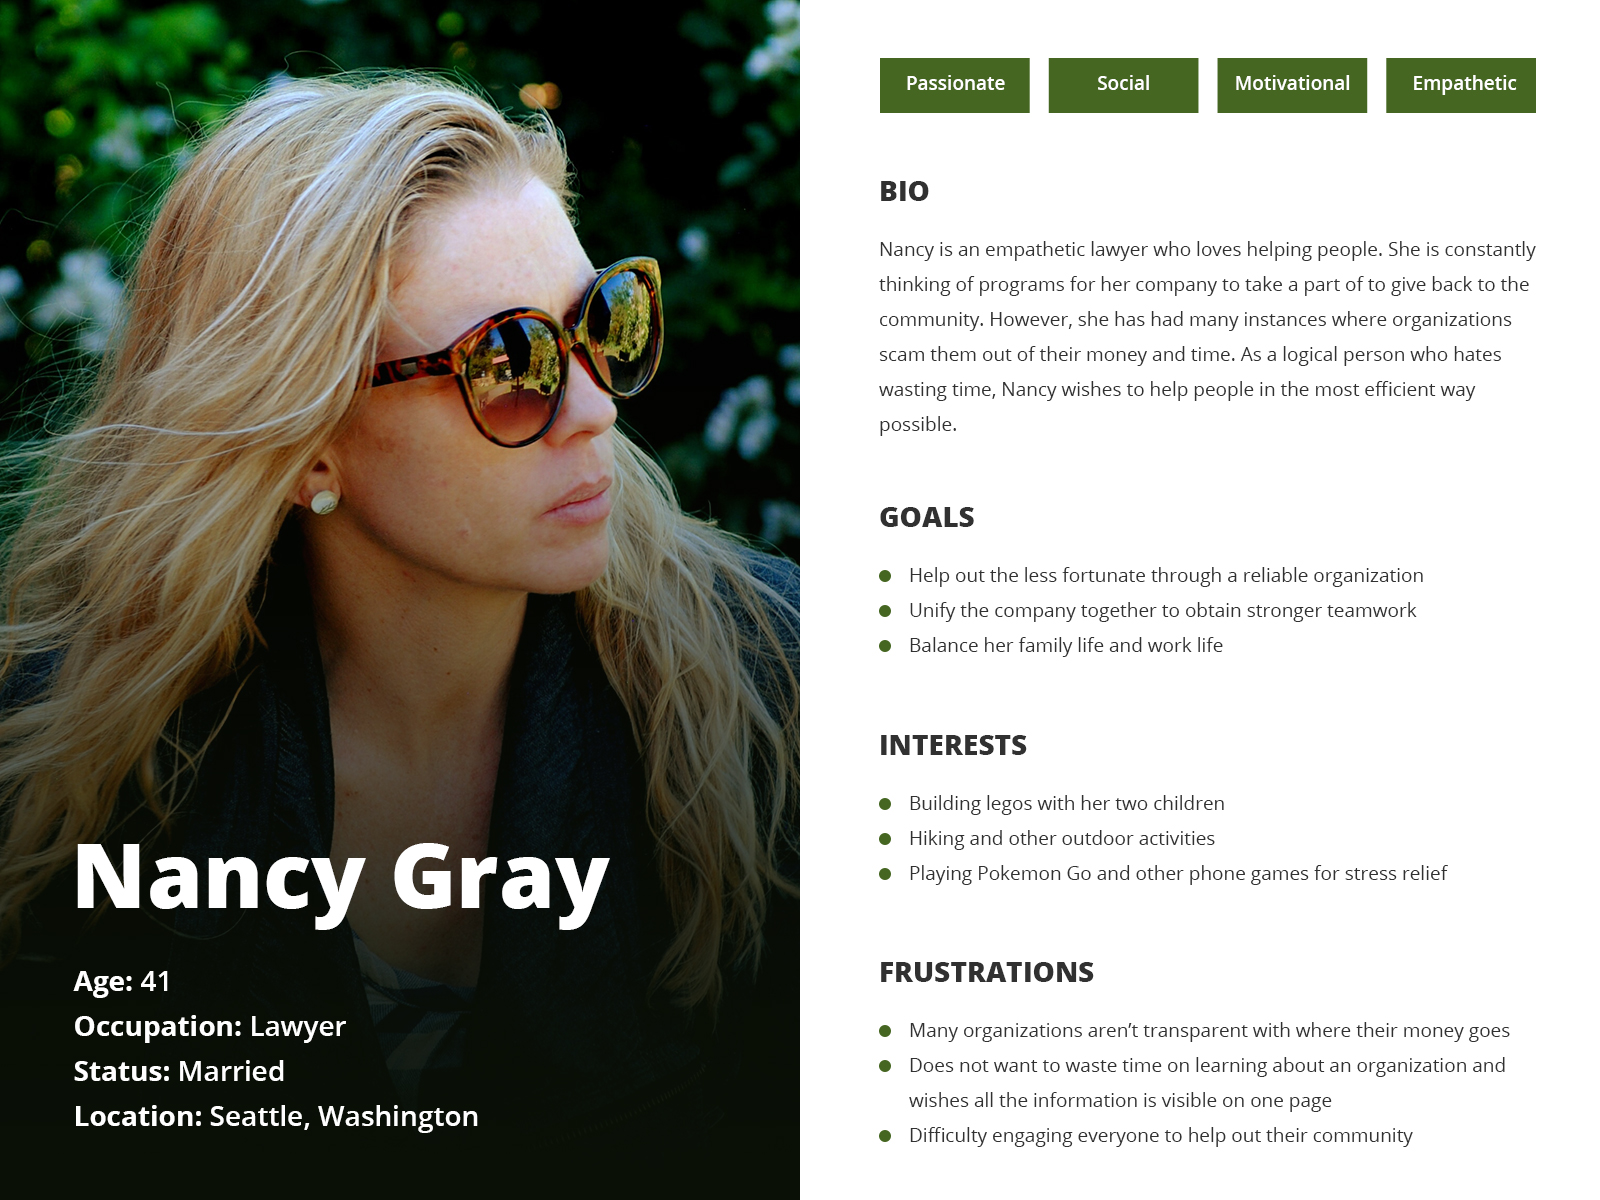 Nancy Gray
Age: 41
Occupation: Lawyer
Status: Married
Location: Seattle, Washington
Passionate
Social
Motivational
Empathetic
BIO
Nancy is an empathetic lawyer who loves helping people. She is constantly
thinking of programs for her company to take a part of to give back to the
community. However, she has had many instances where organizations
scam them out of their money and time. As a logical person who hates
wasting time, Nancy wishes to help people in the most efficient way
possible.
GOALS
Help out the less fortunate through a reliable organization
Unify the company together to obtain stronger teamwork
Balance her family life and work life
INTERESTS
Building legos with her two children
Hiking and other outdoor activities
Playing Pokemon Go and other phone games for stress relief
FRUSTRATIONS
Many organizations aren’t transparent with where their money goes
Does not want to waste time on learning about an organization and
wishes all the information is visible on one page
Difficulty engaging everyone to help out their community